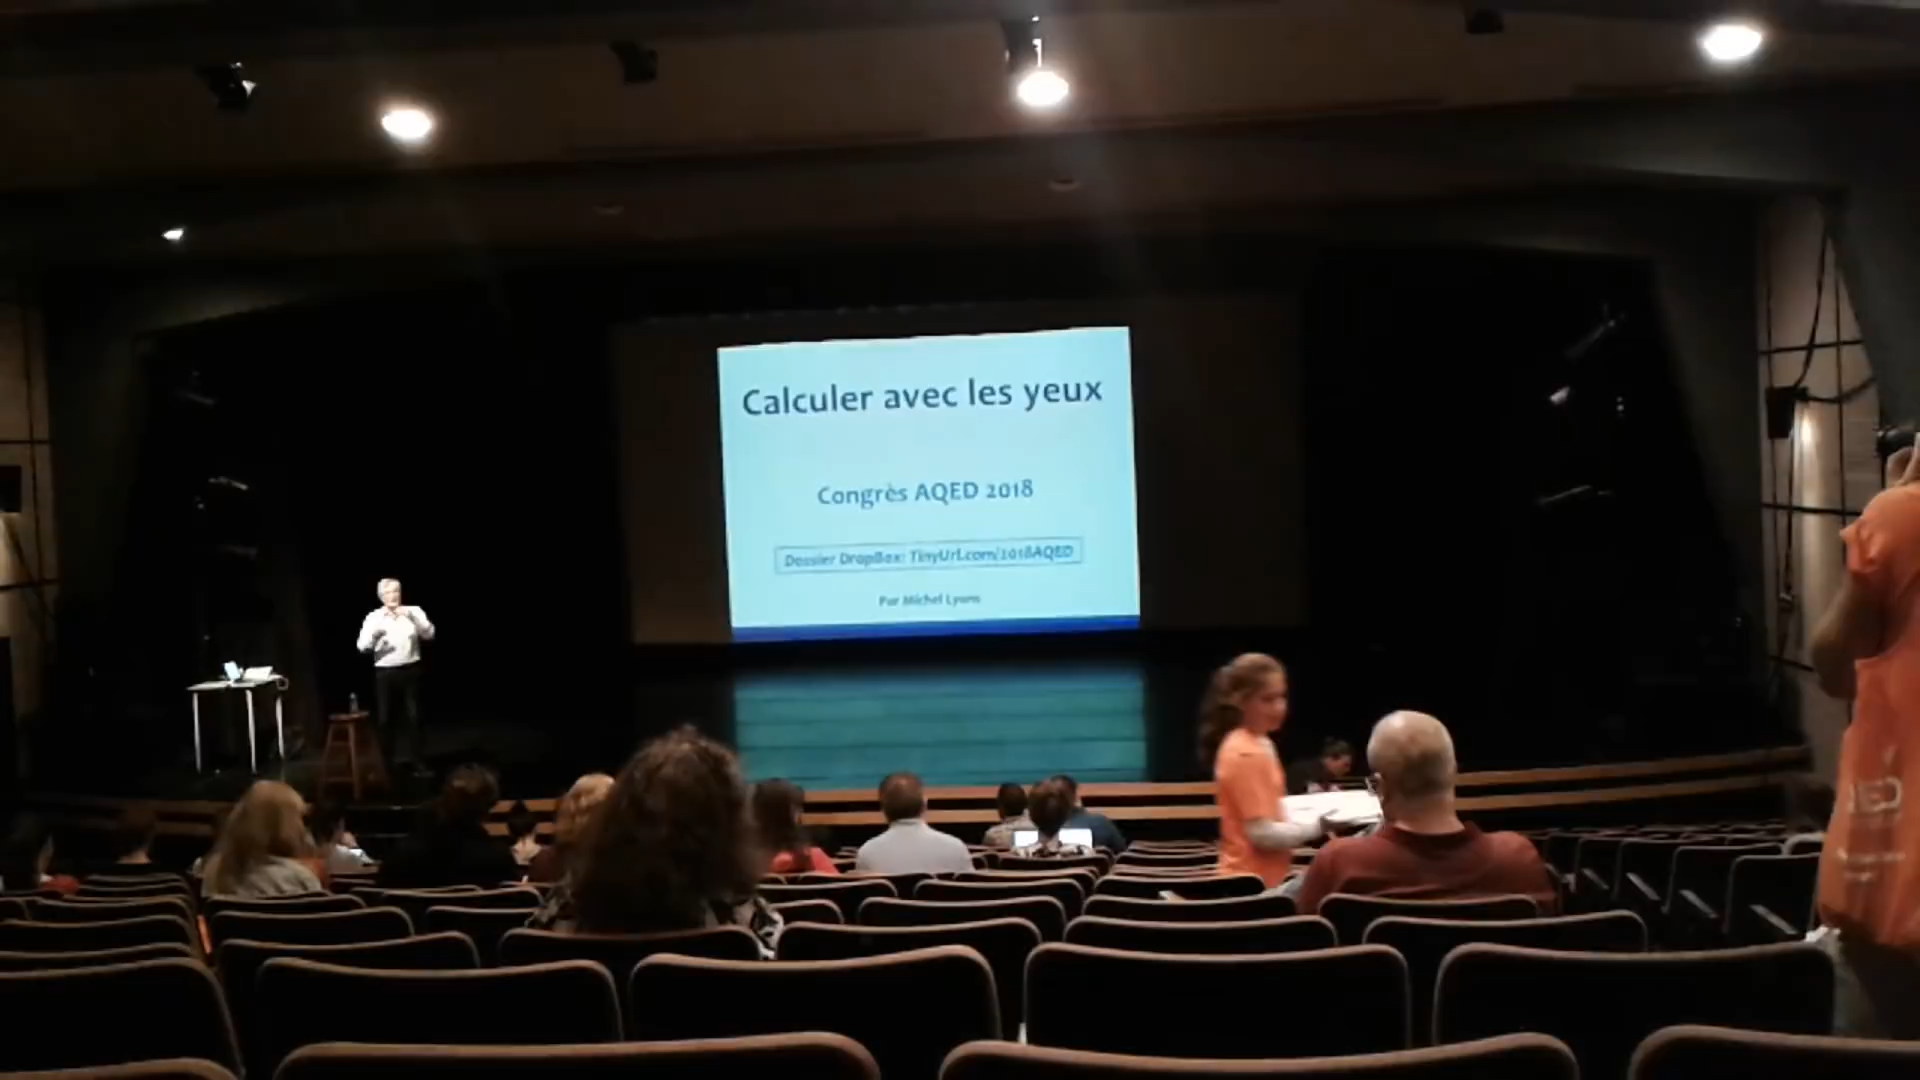 Calculer avec les yeux
Congrès AQED 2018
Dossier DropBox: TinyUrl.com/2018AQED
Par Michel Lyons